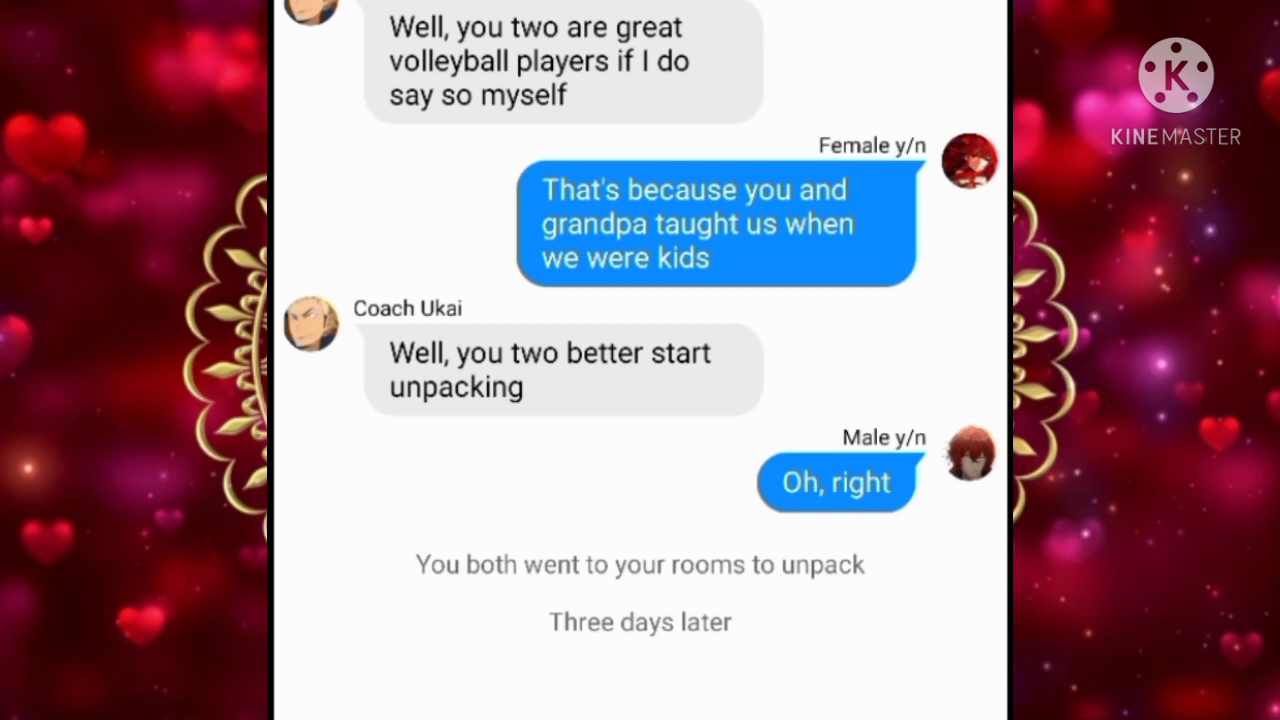 Well, you two are great
volleyball players if I do
say so myself
Female y/n
That's because you and
grandpa taught us when
we were kids
Coach Ukai
Well, you two better start
unpacking
Male y/n
Oh, right
You both went to your rooms to unpack
Three days later
K
KINEMASTER